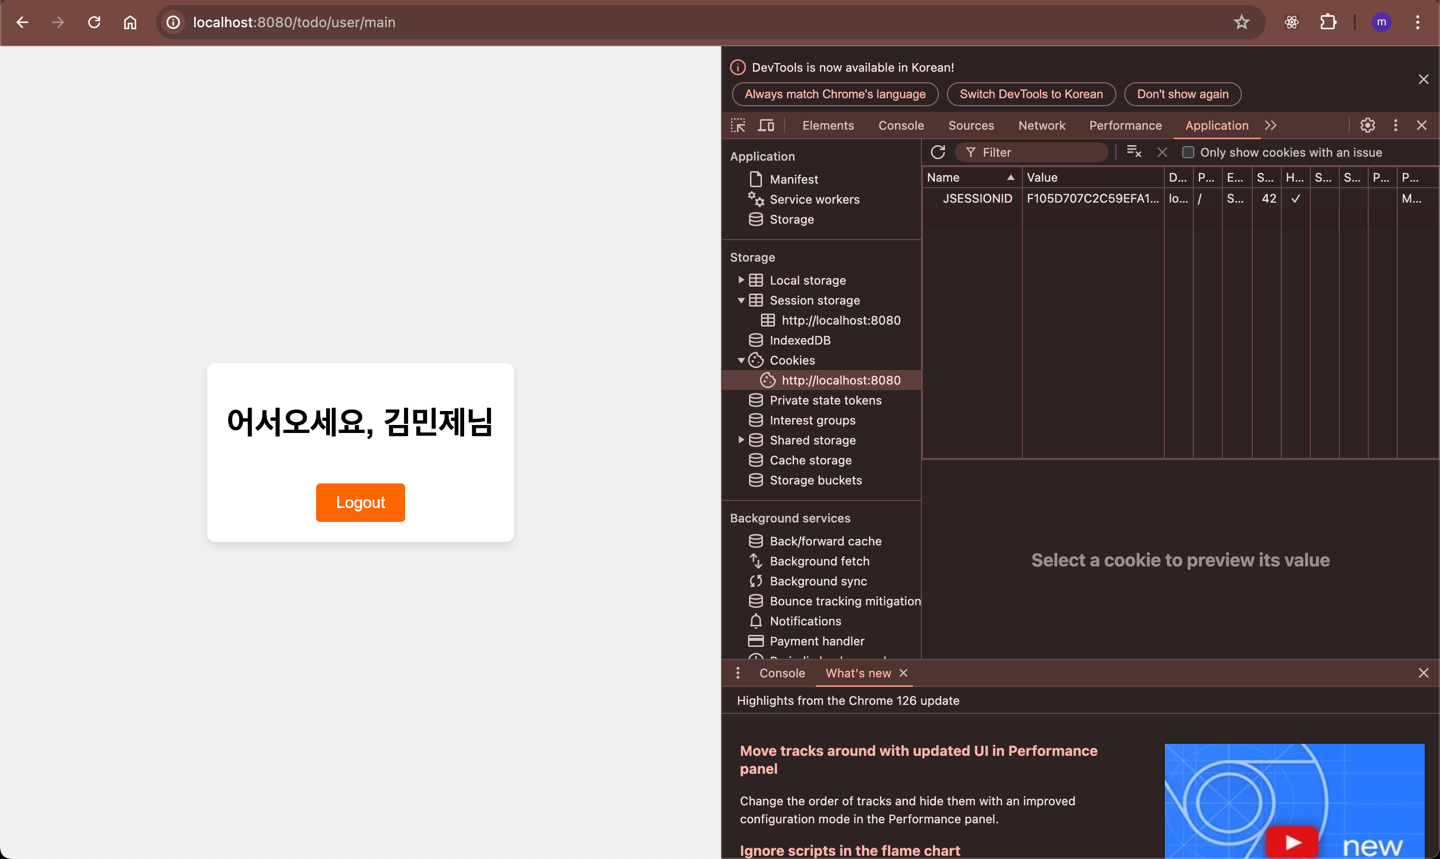 localhost:8080/todo/user/main
m
어서오세요, 김민제님
Logout
DevTools is now available in Korean!
Always match Chrome's language
Switch DevTools to Korean
Don't show again
Elements
Console
Sources
Network
Performance
Application
Application
Manifest
Service workers
Storage
Storage
Local storage
Session storage
http://localhost:8080
IndexedDB
Cookies
http://localhost:8080
Private state tokens
Interest groups
Shared storage
Cache storage
Storage buckets
Background services
Back/forward cache
Background fetch
Background sync
Bounce tracking mitigation
Notifications
Payment handler
Filter
Only show cookies with an issue
Name Value D... P... E... S... H... S... S... P... P...
JSESSIONID F105D707C2C59EFA1... lo... / S... 42 ✓ M...
Select a cookie to preview its value
Console
What's new
Highlights from the Chrome 126 update
Move tracks around with updated UI in Performance
panel
Change the order of tracks and hide them with an improved
configuration mode in the Performance panel.
Ignore scripts in the flame chart
new